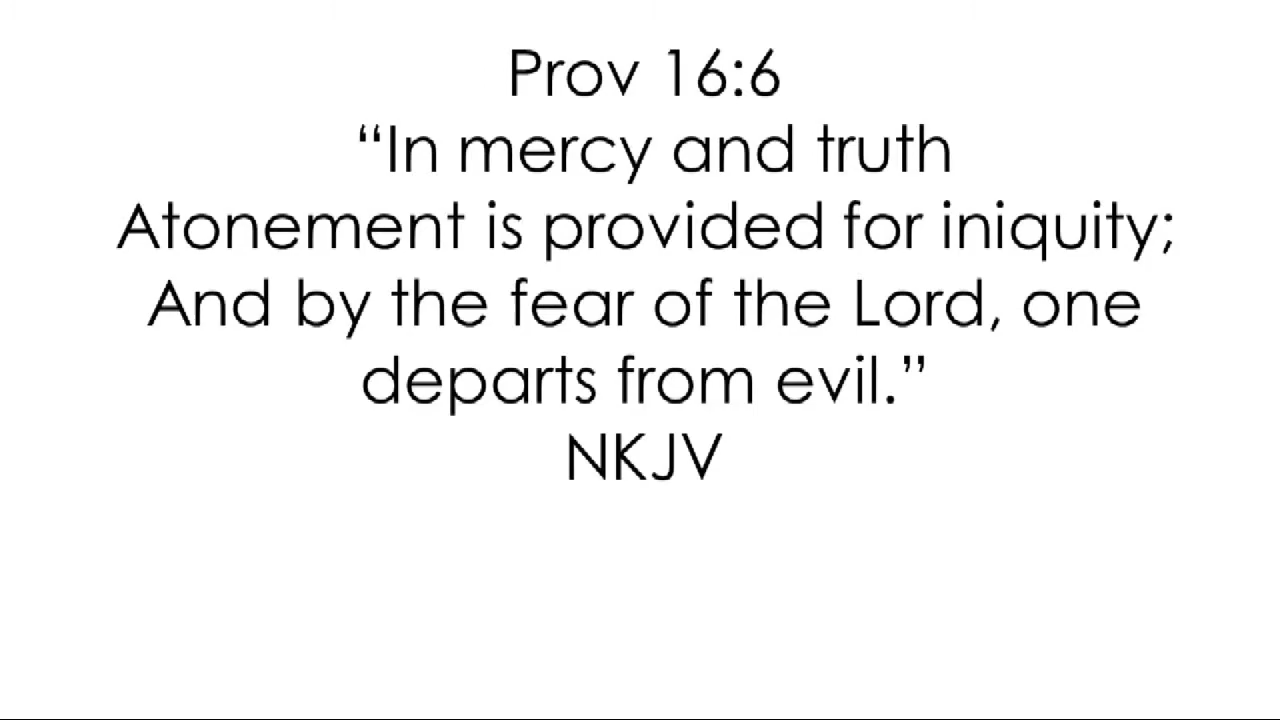 Prov 16:6
“In mercy and truth
Atonement is provided for iniquity;
And by the fear of the Lord, one
departs from evil.”
NKJV